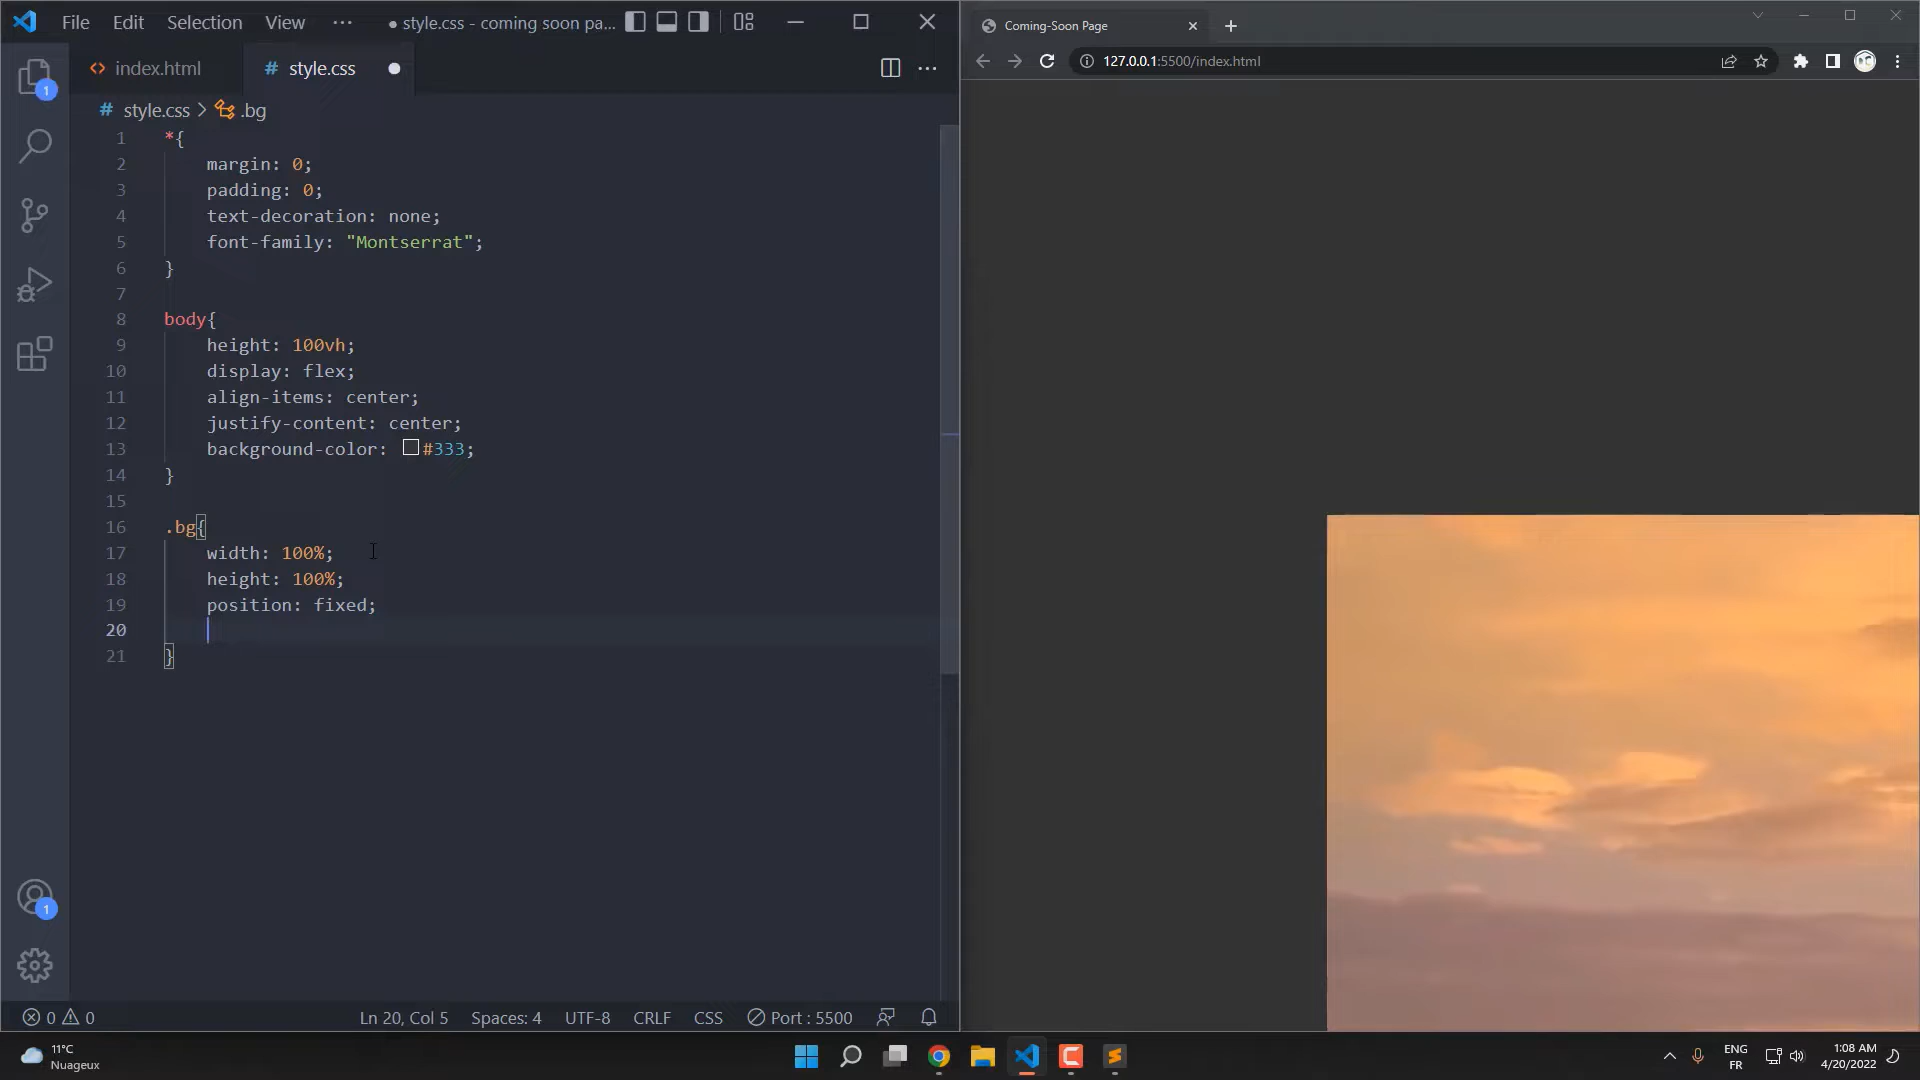 File Edit Selection View ··· ● style.css - coming soon pa...
index.html # style.css ●
# style.css > .bg
1 *{
2 margin: 0;
3 padding: 0;
4 text-decoration: none;
5 font-family: "Montserrat";
6 }
7
8 body{
9 height: 100vh;
10 display: flex;
11 align-items: center;
12 justify-content: center;
13 background-color: #333;
14 }
15
16 .bg{
17 width: 100%;
18 height: 100%;
19 position: fixed;
20
21 }
1
1
0 0 Ln 20, Col 5 Spaces: 4 UTF-8 CRLF CSS Port : 5500
Coming-Soon Page
127.0.0.1:5500/index.html
11°C
Nuageux
ENG
FR
1:08 AM
4/20/2022